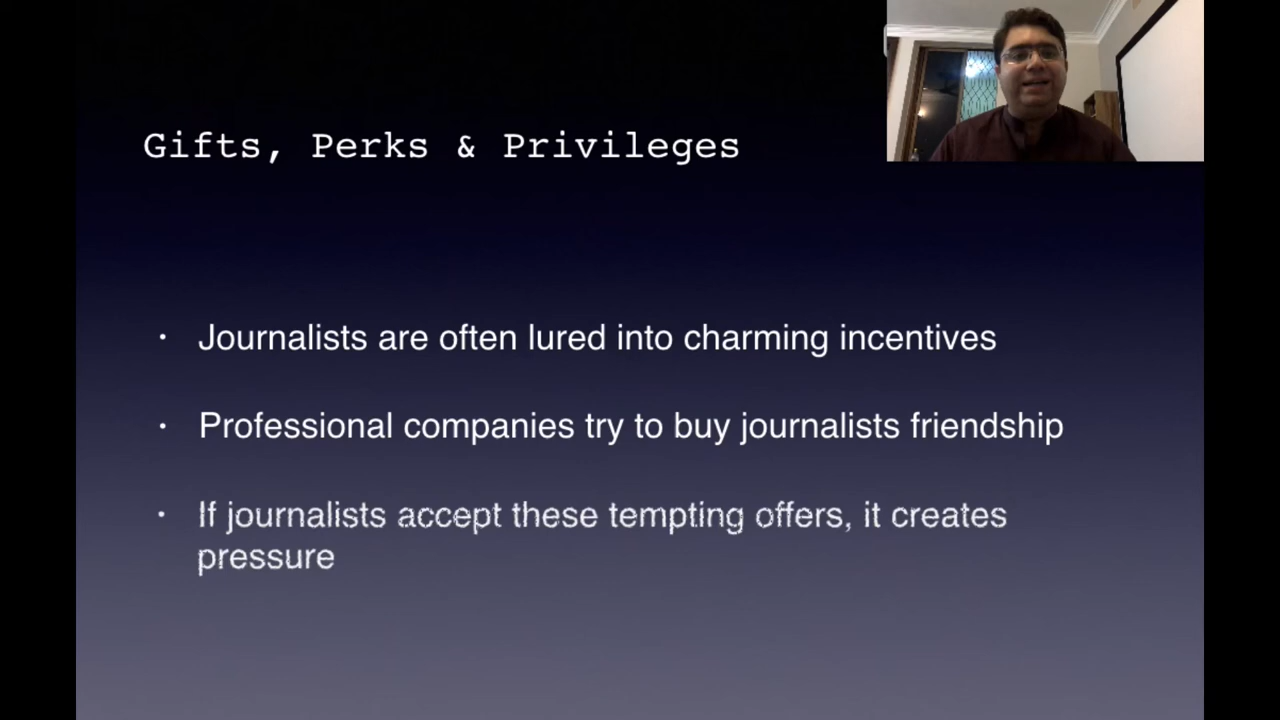 Gifts, Perks & Privileges
• Journalists are often lured into charming incentives
• Professional companies try to buy journalists friendship
• If journalists accept these tempting offers, it creates
pressure